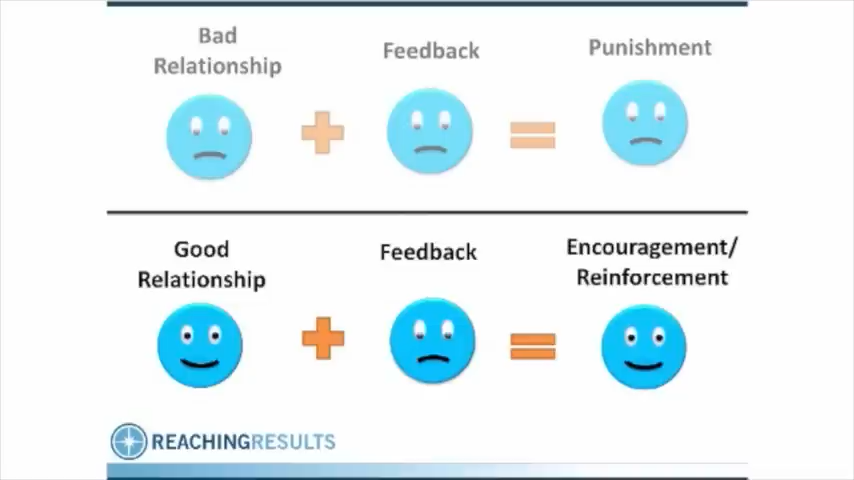 Bad
Relationship
Feedback
Punishment
Good
Relationship
Feedback
Encouragement/
Reinforcement
REACHINGRESULTS